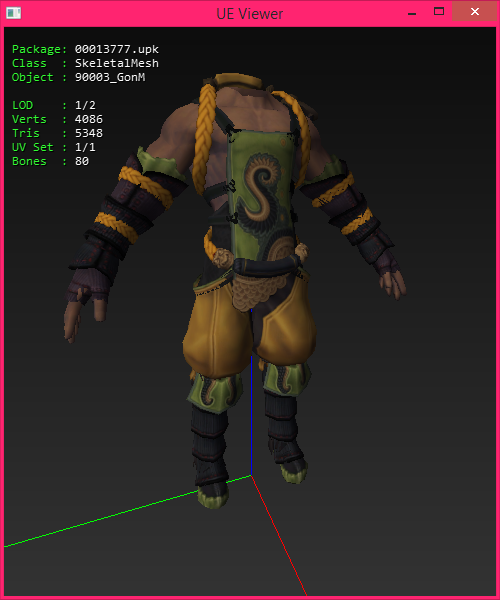 UE Viewer
Package: 00013777.upk
Class  : SkeletalMesh
Object : 90003_GonM
LOD    : 1/2
Verts  : 4086
Tris   : 5348
UV Set : 1/1
Bones  : 80